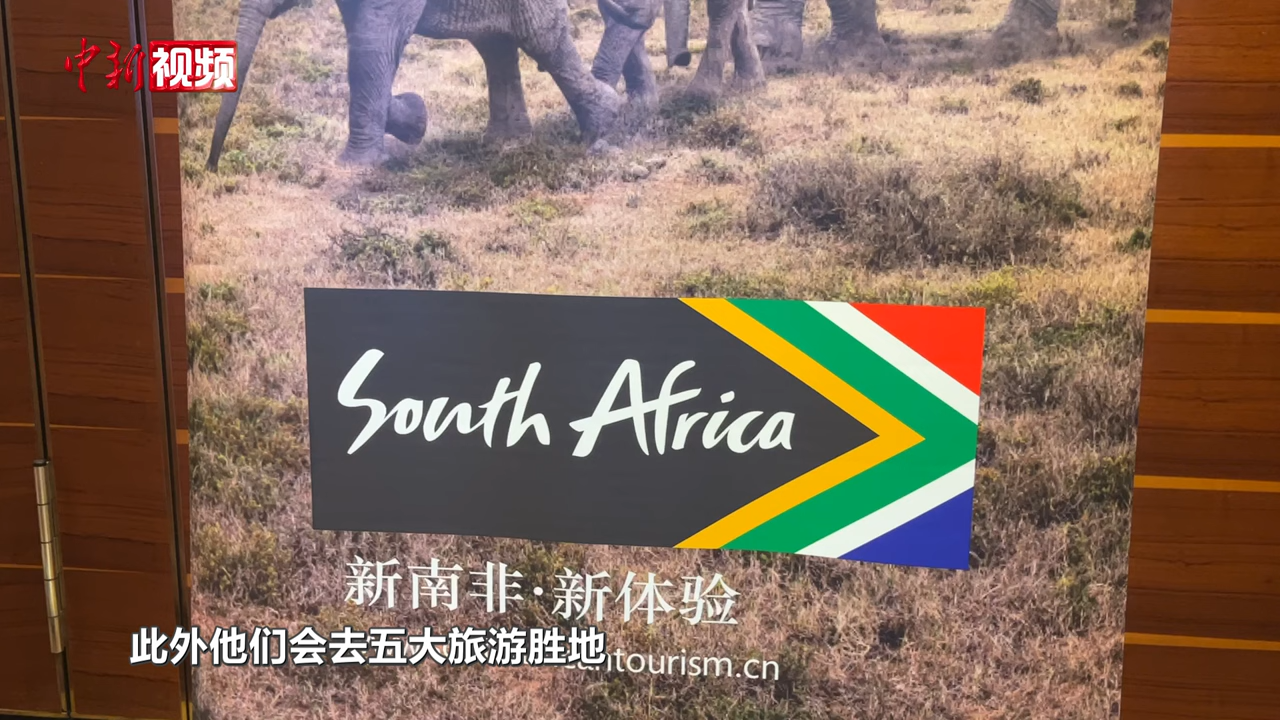 中新视频
South Africa
新南非·新体验
此外他们会去五大旅游胜地
antourism.cn